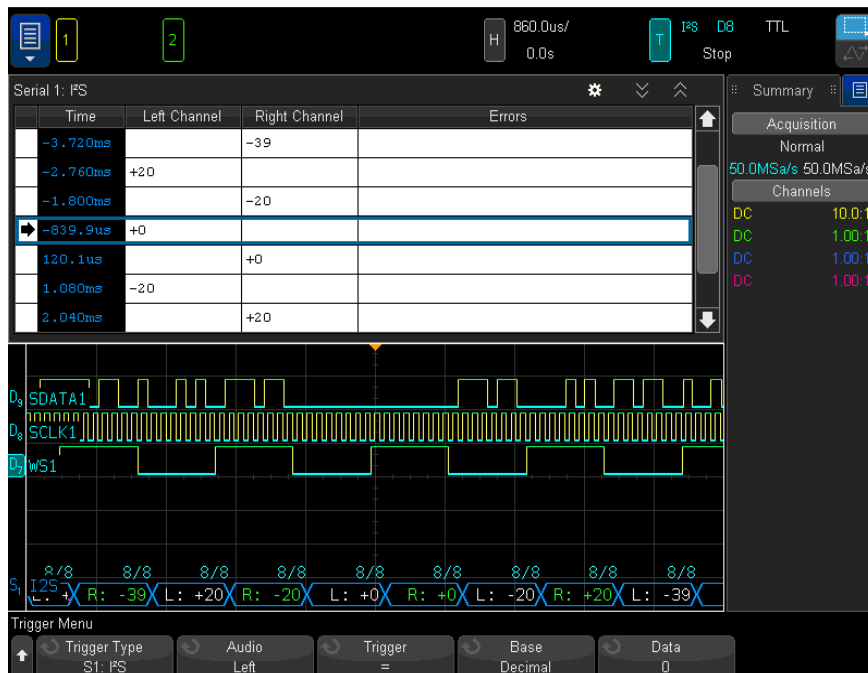 1
2
H
860.0us/
0.0s
T
I²S D8 TTL
Stop
Serial 1: I²S
Summary
Time Left Channel Right Channel Errors
-3.720ms -39
-2.760ms +20
-1.800ms -20
-839.9us +0
120.1us +0
1.080ms -20
2.040ms +20
Acquisition
Normal
50.0MSa/s 50.0MSa/s
Channels
DC 10.0:1
DC 1.00:1
DC 1.00:1
DC 1.00:1
D9 SDATA1
D8 SCLK1
D7 WS1
8/8 8/8 8/8 8/8 8/8 8/8 8/8 8/8 8/8
S1 I2S R: -39 L: +20 R: -20 L: +0 R: +0 L: -20 R: +20 L: -39
Trigger Menu
Trigger Type
S1: I²S
Audio
Left
Trigger
=
Base
Decimal
Data
0